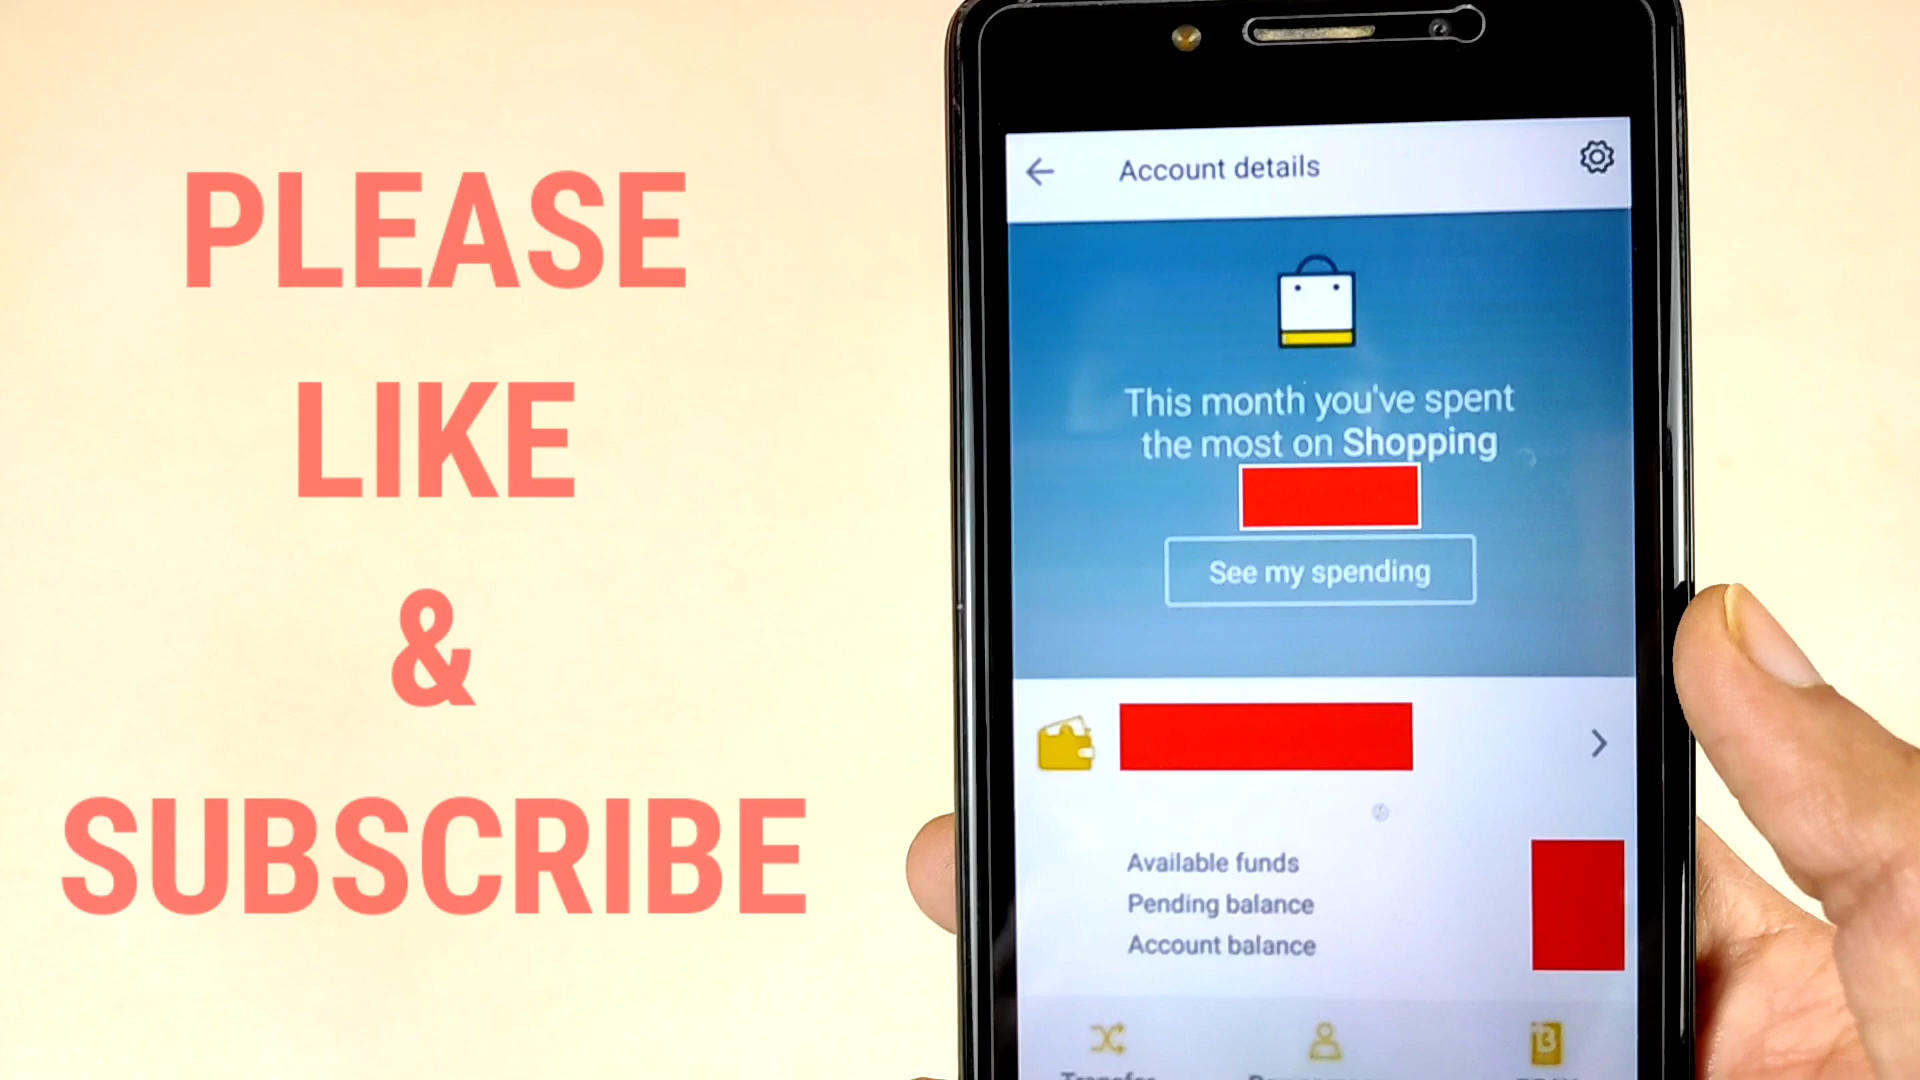 PLEASE
LIKE
&
SUBSCRIBE
Account details
This month you've spent
the most on Shopping
See my spending
Available funds
Pending balance
Account balance